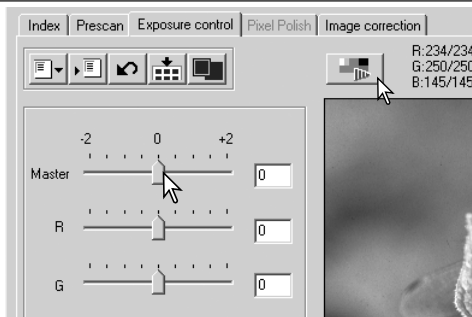 Index Prescan Exposure control Pixel Polish Image correction
R:234/234
G:250/250
B:145/145
-2 0 +2
Master 0
R 0
G 0